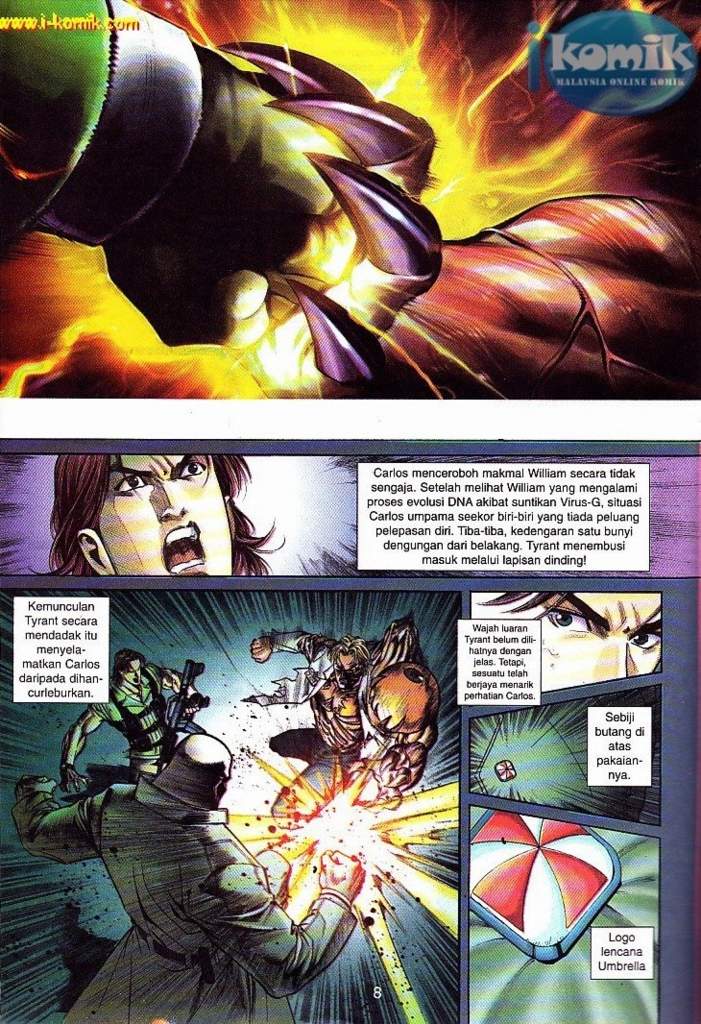 www.i-komik.com
i komik
MALAYSIA ONLINE KOMIK
Carlos menceroboh makmal William secara tidak
sengaja. Setelah melihat William yang mengalami
proses evolusi DNA akibat suntikan Virus-G, situasi
Carlos umpama seekor biri-biri yang tiada peluang
pelepasan diri. Tiba-tiba, kedengaran satu bunyi
dengungan dari belakang. Tyrant menembusi
masuk melalui lapisan dinding!
Kemunculan
Tyrant secara
mendadak itu
menyela-
matkan Carlos
daripada dihan-
curleburkan.
Wajah luaran
Tyrant belum di-
lihatnya dengan
jelas. Tetapi,
sesuatu telah
berjaya menarik
perhatian Carlos.
Sebiji
butang di
atas
pakaian-
nya.
Logo
lencana
Umbrella
8